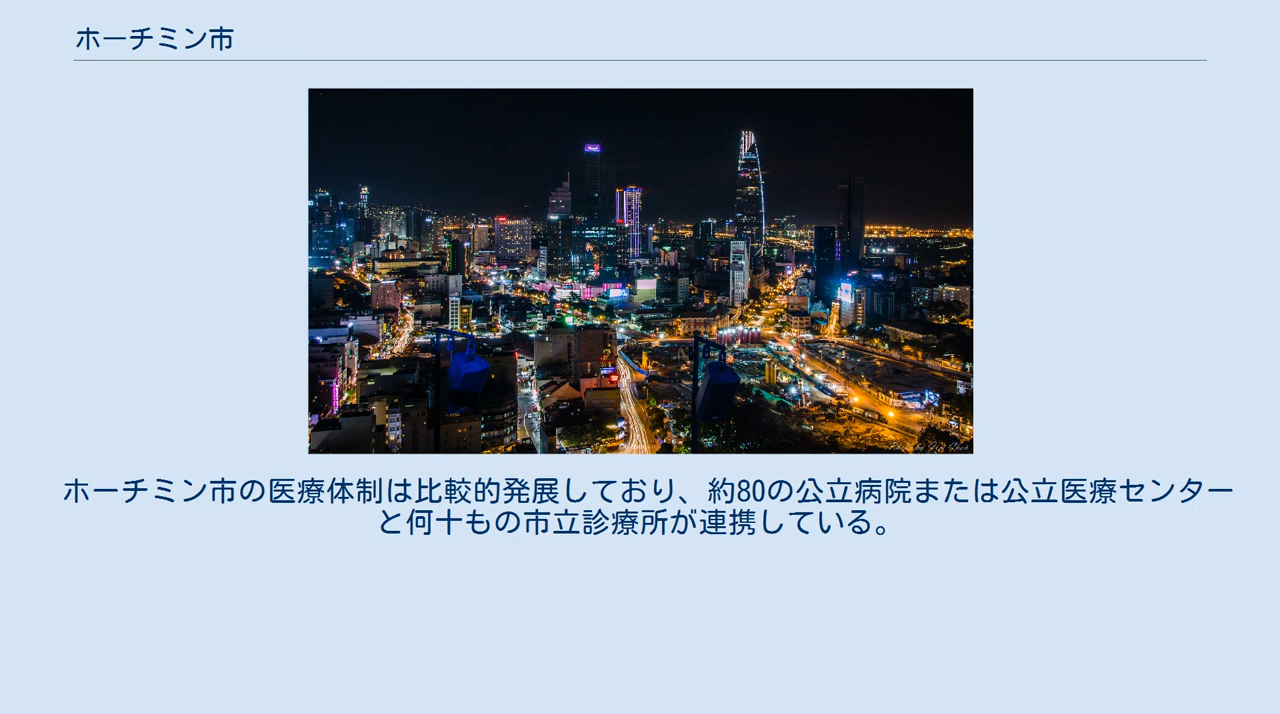 ホーチミン市
ホーチミン市の医療体制は比較的発展しており、約80の公立病院または公立医療センター
と何十もの市立診療所が連携している。